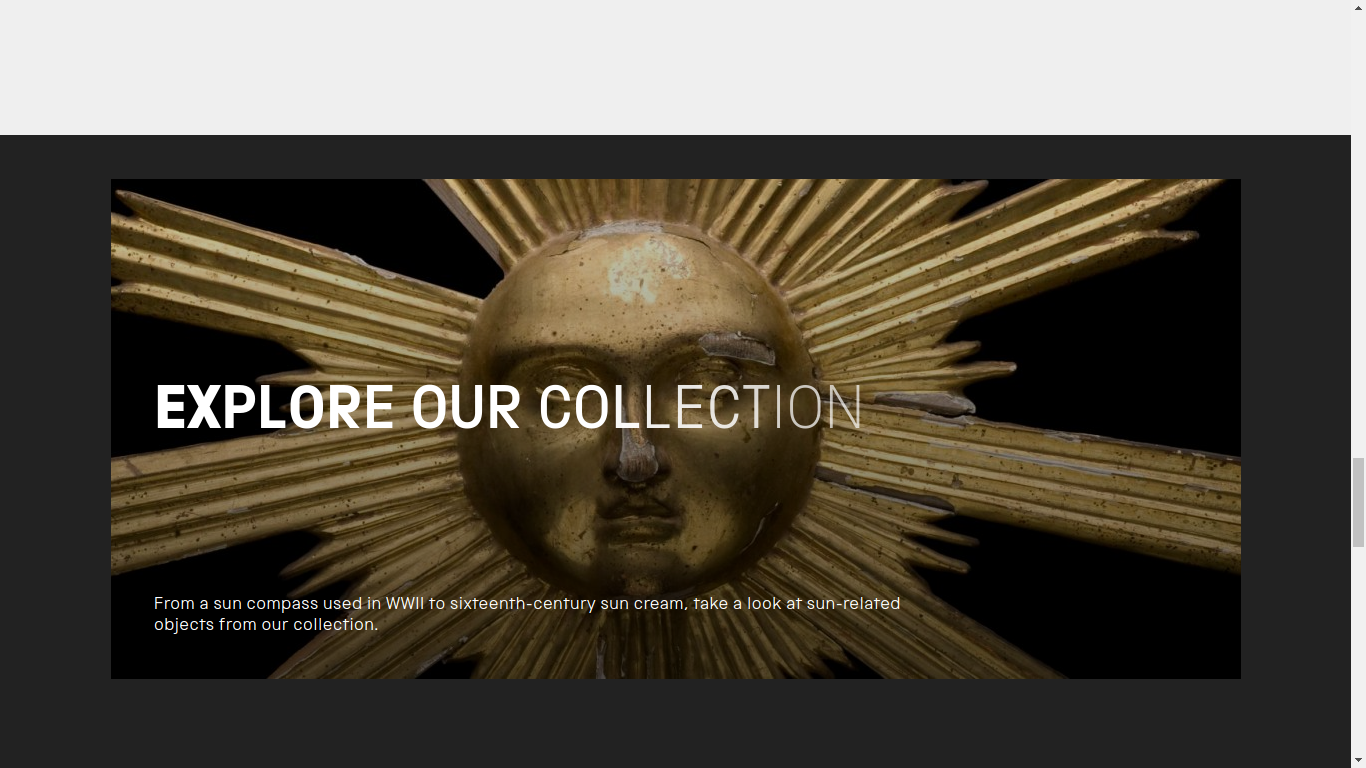 EXPLORE OUR COLLECTION
From a sun compass used in WWII to sixteenth-century sun cream, take a look at sun-related
objects from our collection.